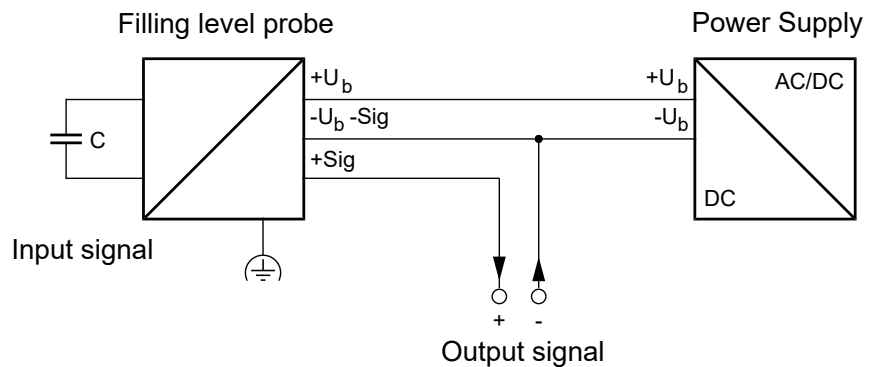 Filling level probe
Power Supply
+Ub
+Ub
AC/DC
-Ub -Sig
-Ub
C
+Sig
DC
Input signal
+ -
Output signal